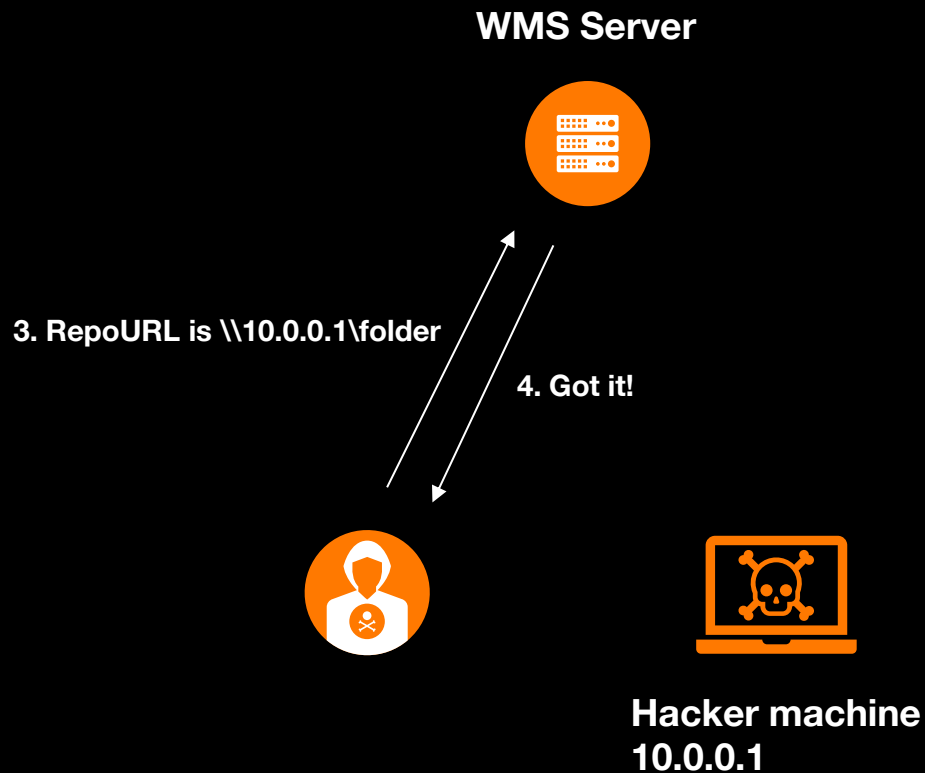 WMS Server
3. RepoURL is \\10.0.0.1\folder
4. Got it!
Hacker machine
10.0.0.1